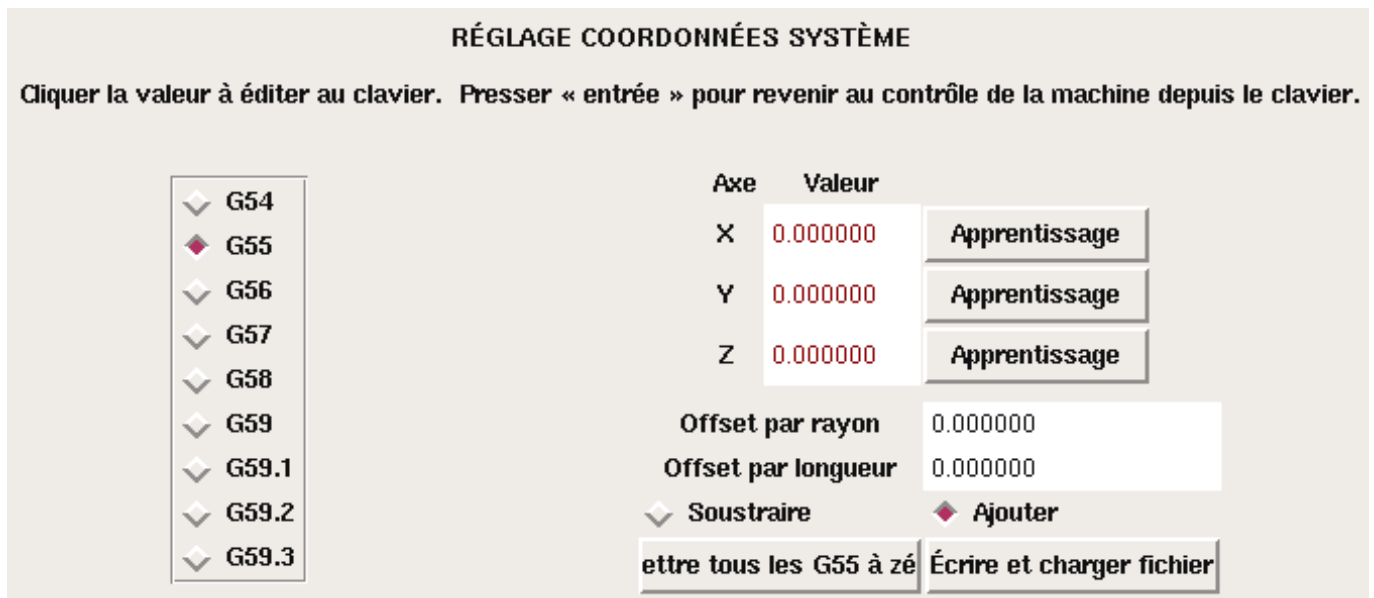 RÉGLAGE COORDONNÉES SYSTÈME
Cliquer la valeur à éditer au clavier. Presser « entrée » pour revenir au contrôle de la machine depuis le clavier.
G54
G55
G56
G57
G58
G59
G59.1
G59.2
G59.3
Axe Valeur
X 0.000000 Apprentissage
Y 0.000000 Apprentissage
Z 0.000000 Apprentissage
Offset par rayon 0.000000
Offset par longueur 0.000000
Soustraire Ajouter
ettre tous les G55 à zé Écrire et charger fichier